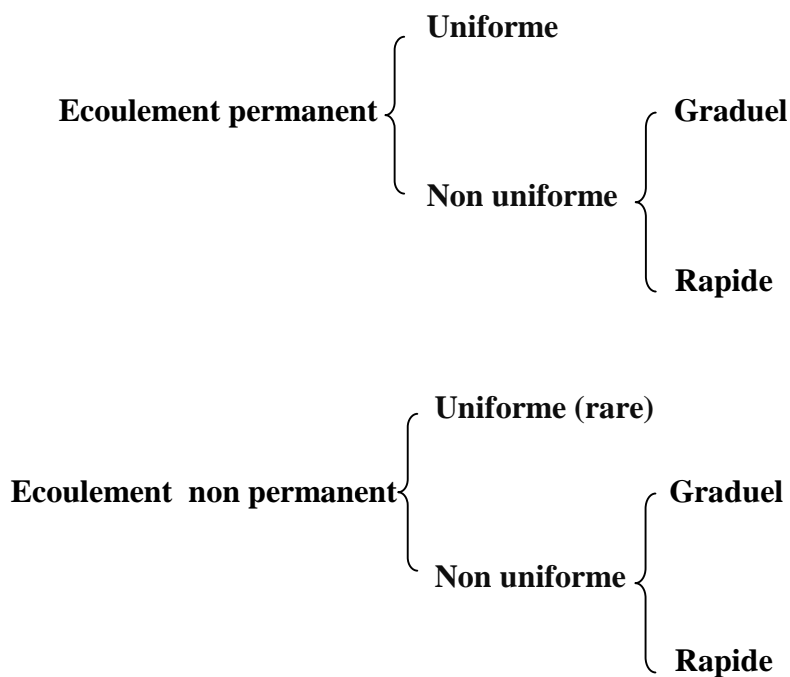 Uniforme
Ecoulement permanent
Graduel
Non uniforme
Rapide
Uniforme (rare)
Ecoulement non permanent
Graduel
Non uniforme
Rapide